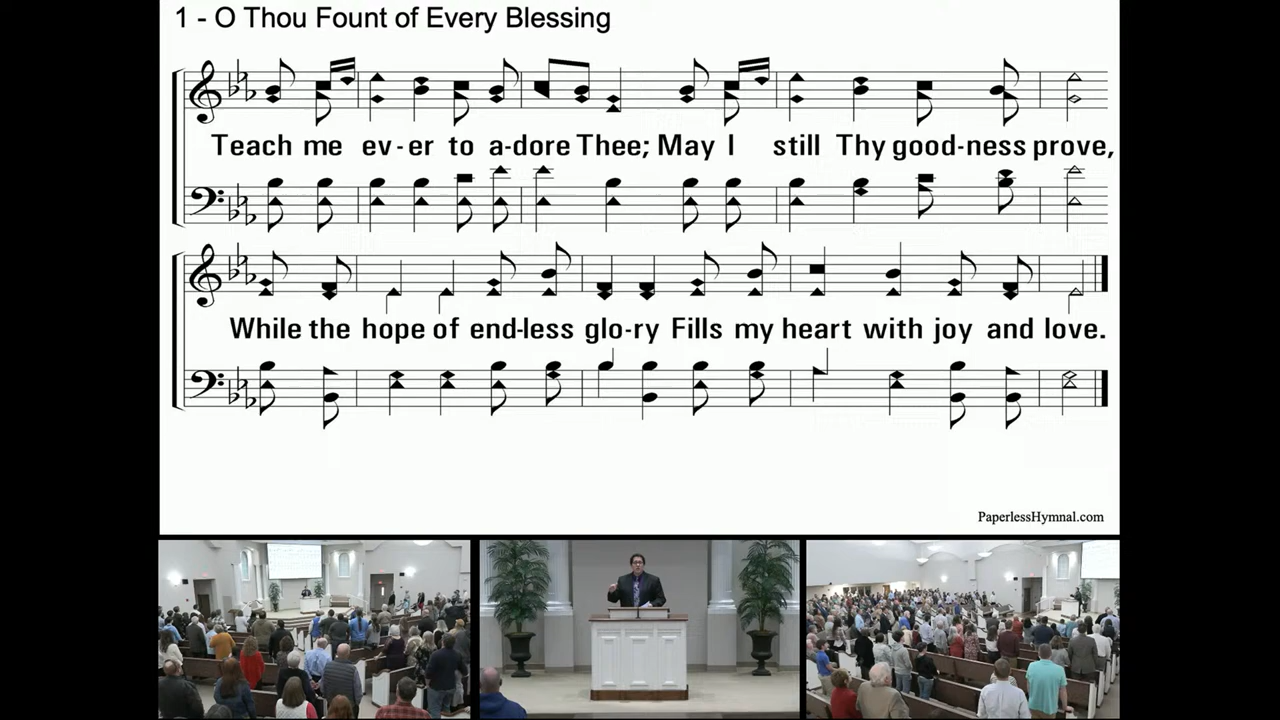 1 - O Thou Fount of Every Blessing
Teach me ev-er to a-dore Thee; May I still Thy good-ness prove,
While the hope of end-less glo-ry Fills my heart with joy and love.
PaperlessHymnal.com